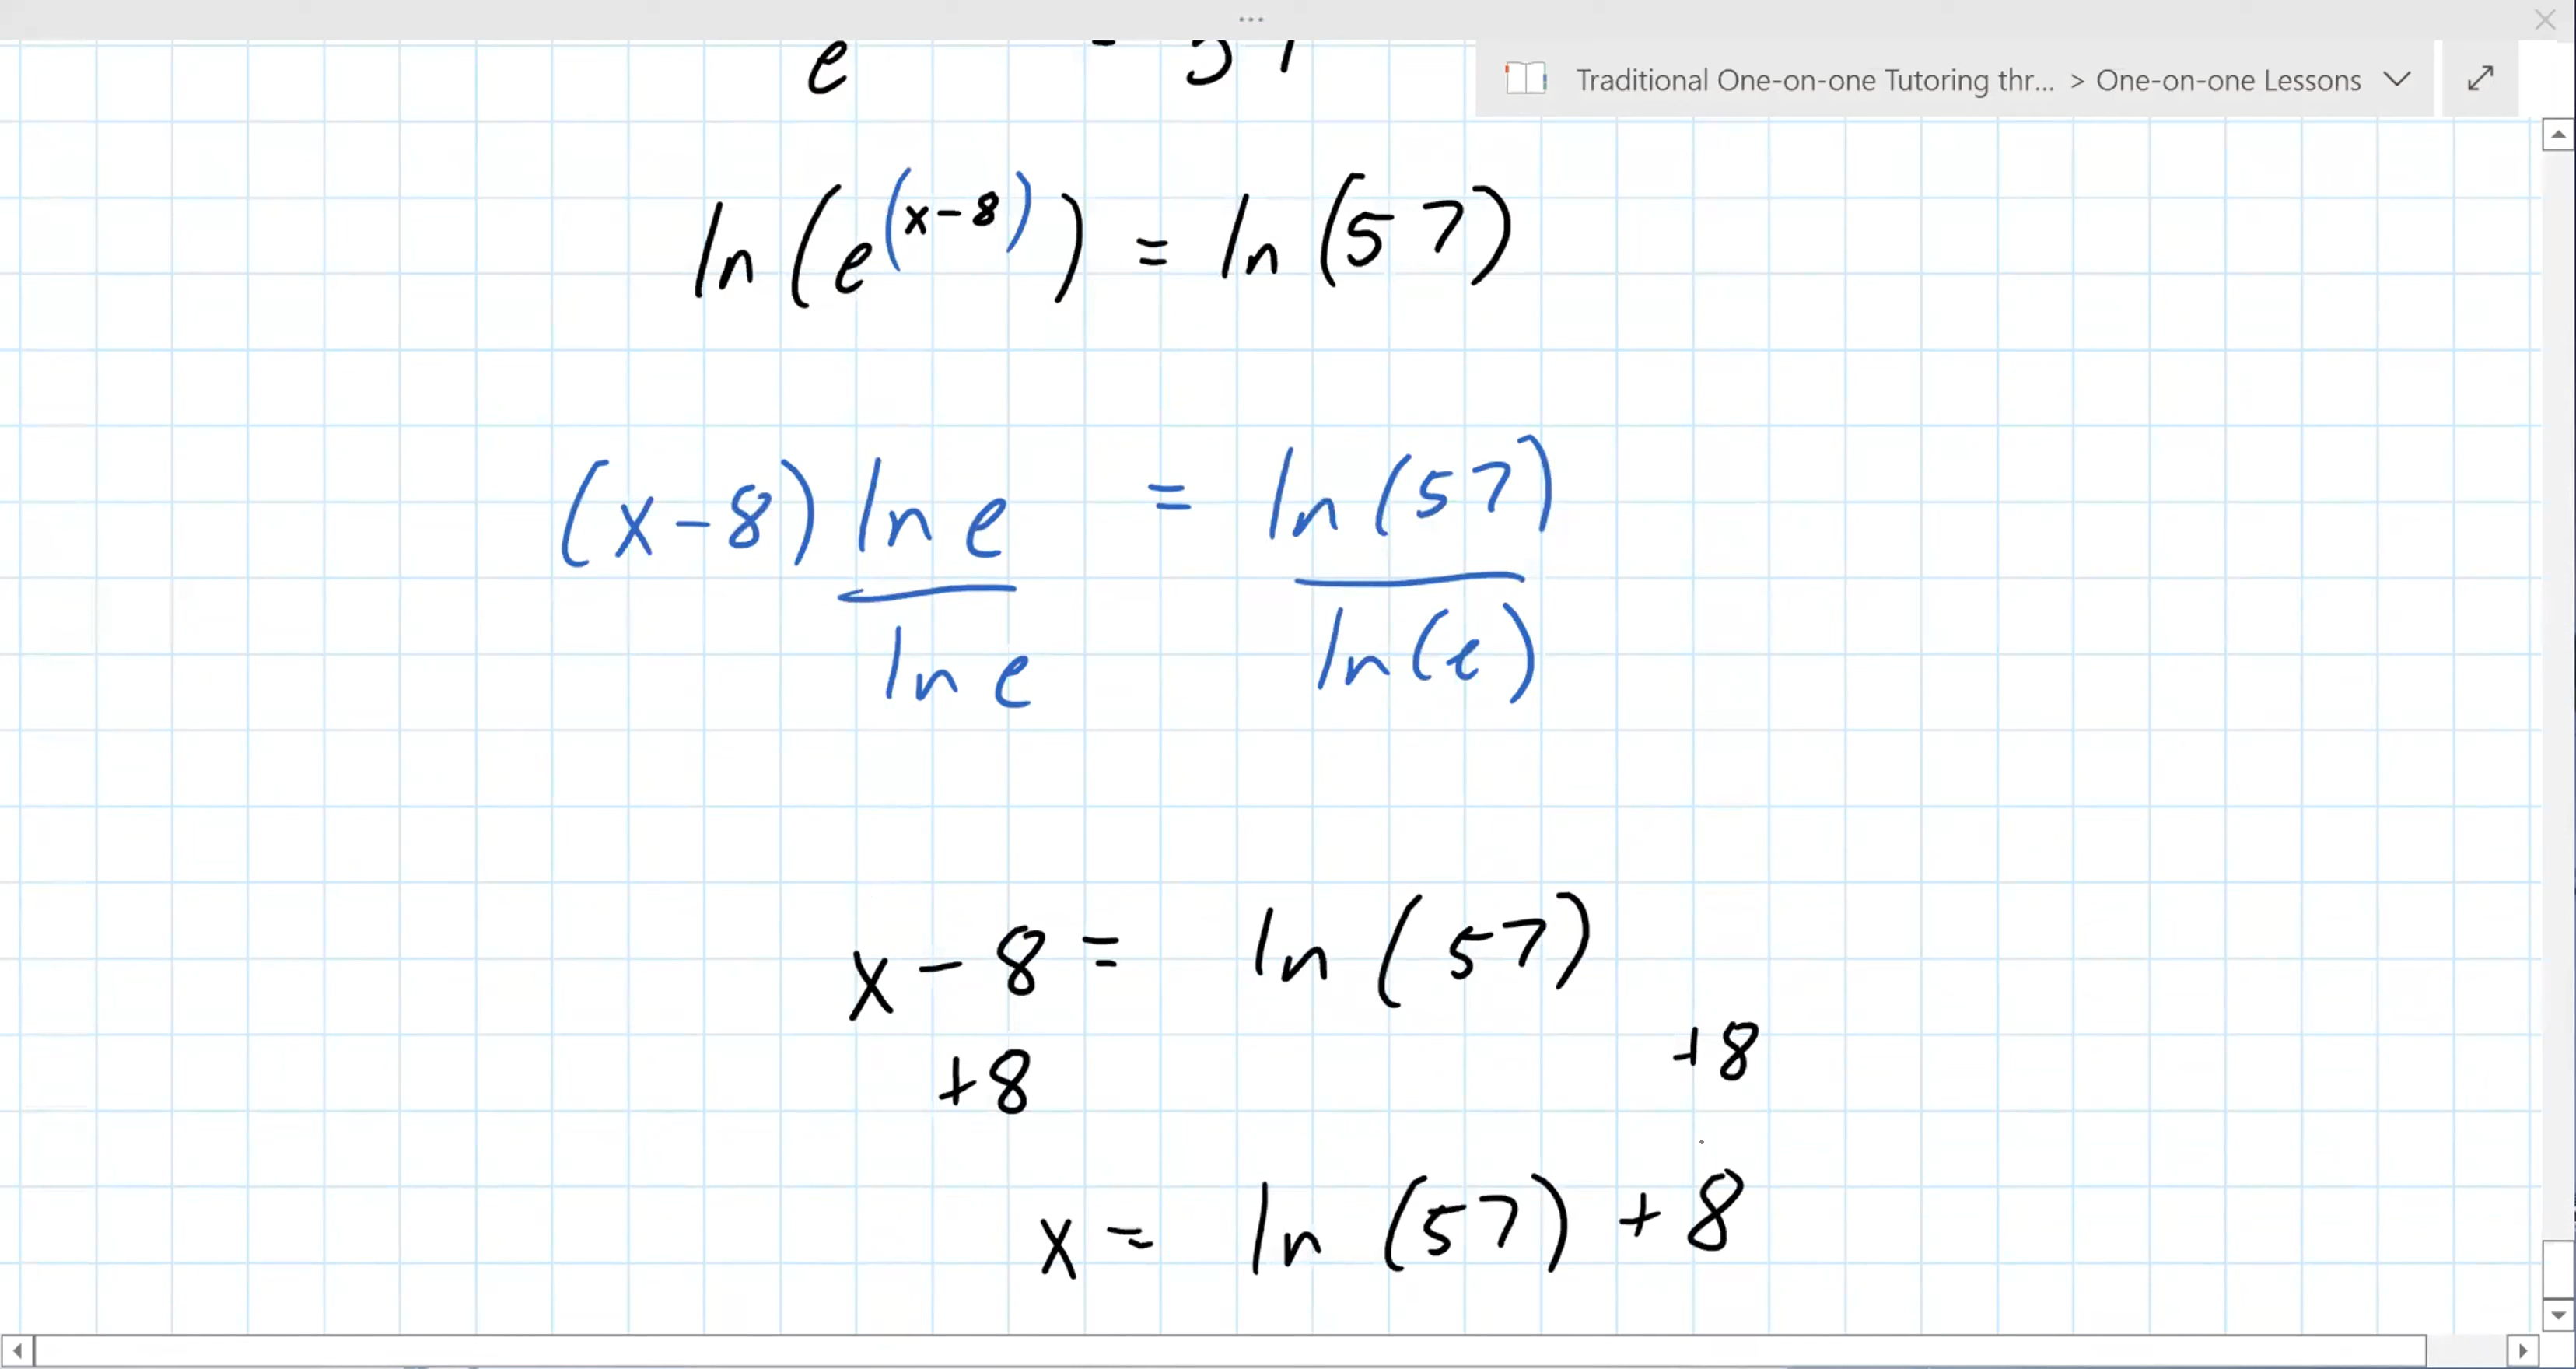 ...
e = 57
Traditional One-on-one Tutoring thr... > One-on-one Lessons
ln(e^(x-8)) = ln(57)
(x-8) ln e = ln(57)
ln e ln(e)
x - 8 = ln(57)
+8 +8
x = ln(57) + 8